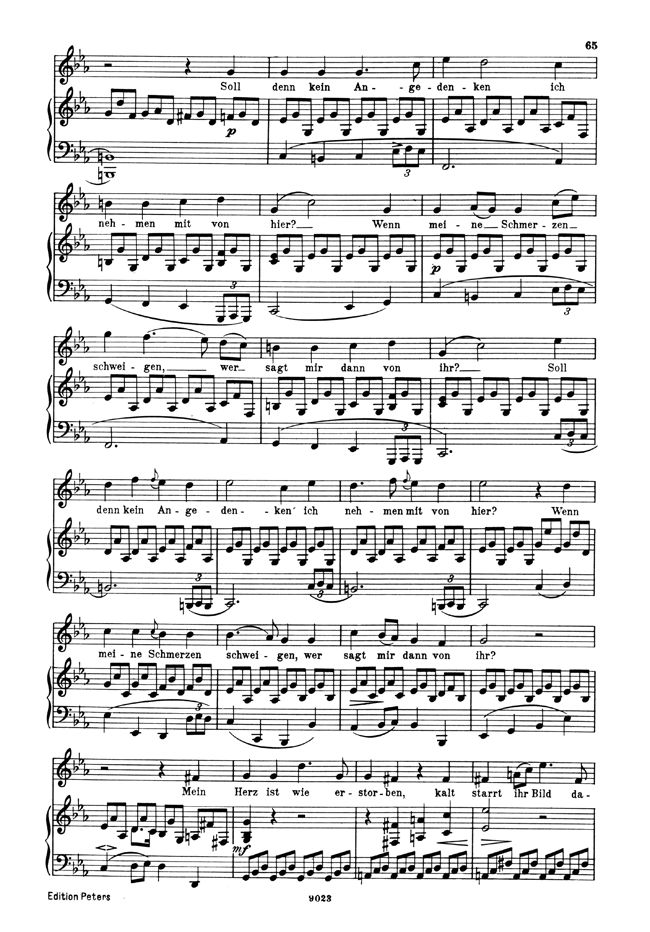 65
Soll denn kein An-ge-den-ken ich
p
3
neh-men mit von hier? Wenn mei-ne Schmer-zen
p
3 3
schwei-gen, wer sagt mir dann von ihr? Soll
3 3
denn kein An-ge-den-ken ich neh-men mit von hier? Wenn
3 3 3
mei-ne Schmerzen schwei-gen, wer sagt mir dann von ihr?
3
Mein Herz ist wie er-stor-ben, kalt starrt ihr Bild da-
mf
Edition Peters
9023